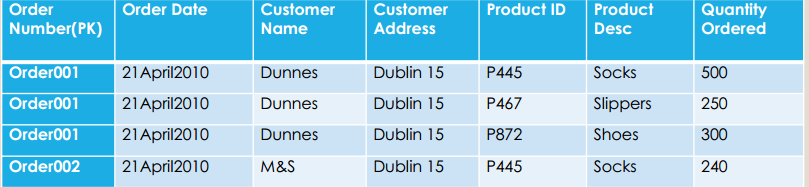 Order Number(PK) Order Date Customer Name Customer Address Product ID Product Desc Quantity Ordered
Order001 21April2010 Dunnes Dublin 15 P445 Socks 500
Order001 21April2010 Dunnes Dublin 15 P467 Slippers 250
Order001 21April2010 Dunnes Dublin 15 P872 Shoes 300
Order002 21April2010 M&S Dublin 15 P445 Socks 240